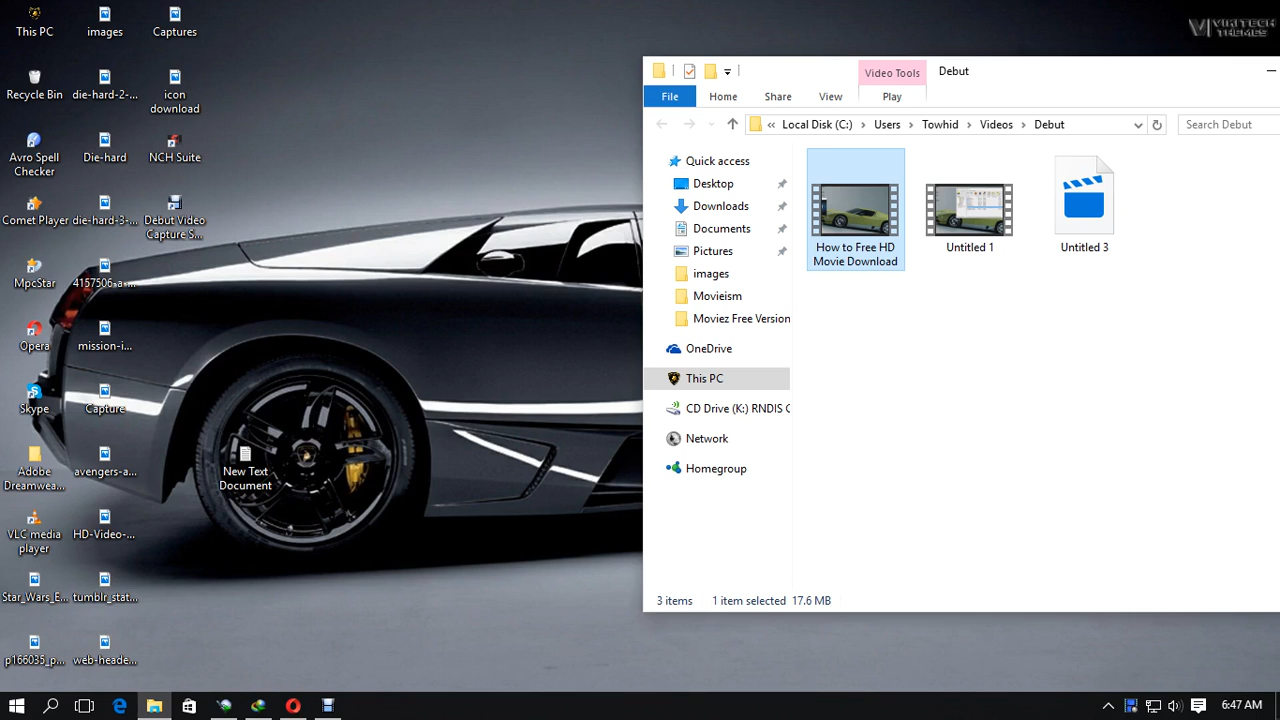 This PC
images
Captures
Recycle Bin
die-hard-2-...
icon
download
Avro Spell
Checker
Die-hard
NCH Suite
Comet Player
die-hard-3-...
Debut Video
Capture S...
MpcStar
4157506-a-...
Opera
mission-i...
Skype
Capture
Adobe
Dreamwea...
avengers-a...
New Text
Document
VLC media
player
HD-Video-...
Star_Wars_E...
tumblr_stat...
p166035_p...
web-heade...
VIKITECH
THEMES
Video Tools
Debut
File
Home
Share
View
Play
« Local Disk (C:) › Users › Towhid › Videos › Debut
Search Debut
Quick access
Desktop
Downloads
Documents
Pictures
images
Movieism
Moviez Free Version
OneDrive
This PC
CD Drive (K:) RNDIS
Network
Homegroup
How to Free HD
Movie Download
Untitled 1
Untitled 3
3 items
1 item selected 17.6 MB
6:47 AM